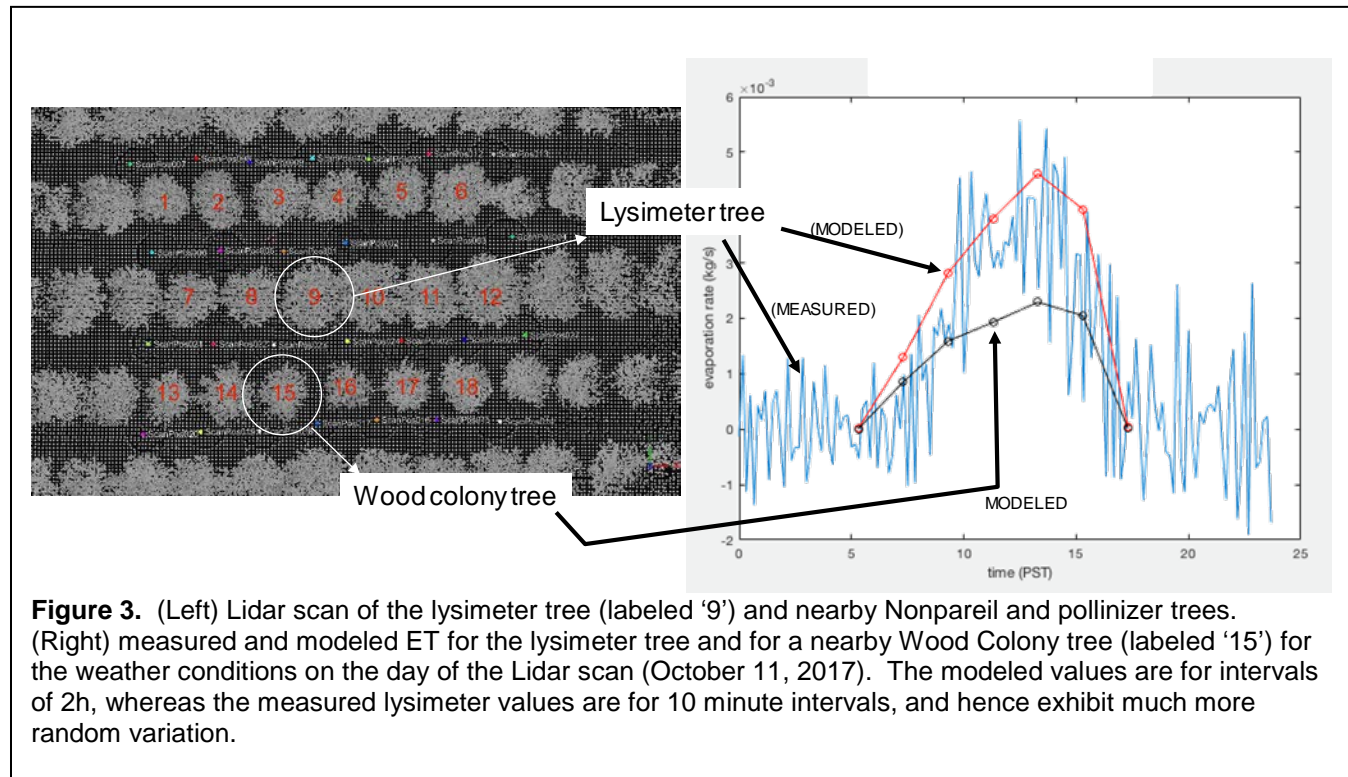 1 2 3 4 5 6
7 8 9 10 11 12
13 14 15 16 17 18
Lysimeter tree
Wood colony tree
×10⁻³
6
5
4
3
2
1
0
-1
-2
evaporation rate (kg/s)
(MODELED)
(MEASURED)
MODELED
0 5 10 15 20 25
time (PST)
Figure 3. (Left) Lidar scan of the lysimeter tree (labeled ‘9’) and nearby Nonpareil and pollinizer trees.
(Right) measured and modeled ET for the lysimeter tree and for a nearby Wood Colony tree (labeled ‘15’) for
the weather conditions on the day of the Lidar scan (October 11, 2017). The modeled values are for intervals
of 2h, whereas the measured lysimeter values are for 10 minute intervals, and hence exhibit much more
random variation.